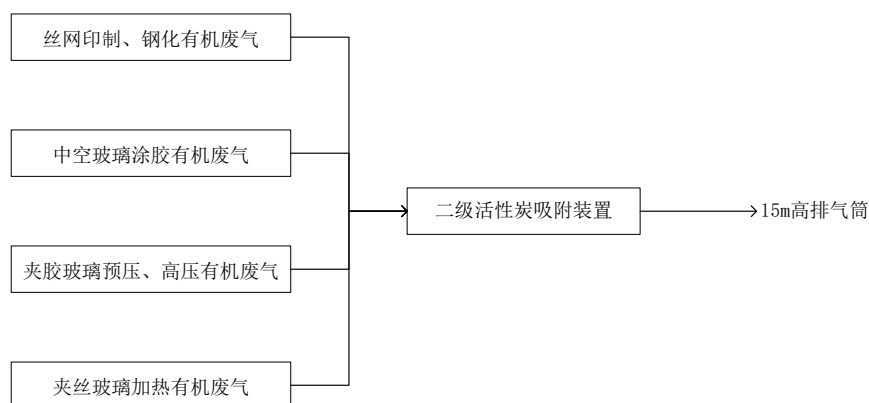 丝网印制、钢化有机废气
中空玻璃涂胶有机废气
二级活性炭吸附装置
15m高排气筒
夹胶玻璃预压、高压有机废气
夹丝玻璃加热有机废气